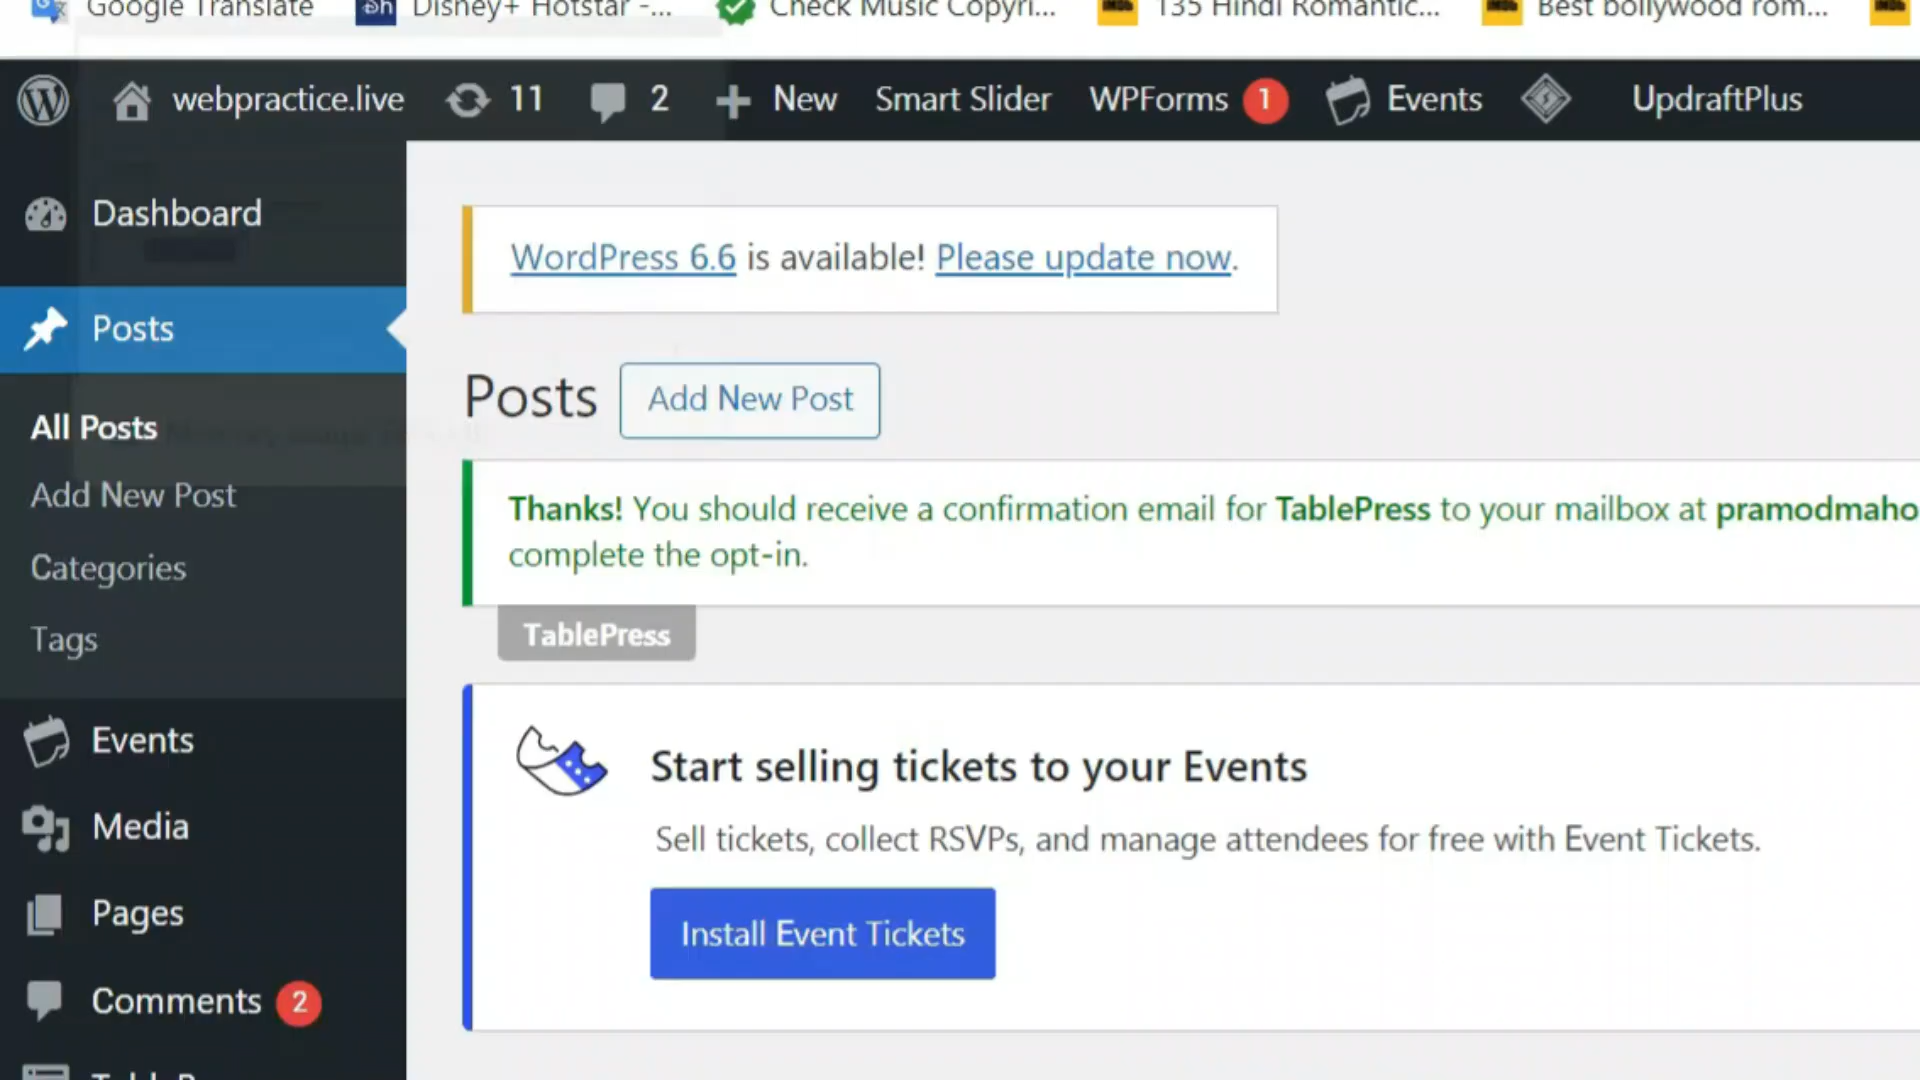 Google Translate Disney+ Hotstar -... Check Music Copyri... 135 Hindi Romantic... Best bollywood rom...
webpractice.live 11 2 New Smart Slider WPForms 1 Events UpdraftPlus
Dashboard
WordPress 6.6 is available! Please update now.
Posts
Posts Add New Post
All Posts
Add New Post
Thanks! You should receive a confirmation email for TablePress to your mailbox at pramodmaho
complete the opt-in.
Categories
Tags
TablePress
Events
Start selling tickets to your Events
Media
Sell tickets, collect RSVPs, and manage attendees for free with Event Tickets.
Pages
Install Event Tickets
Comments 2